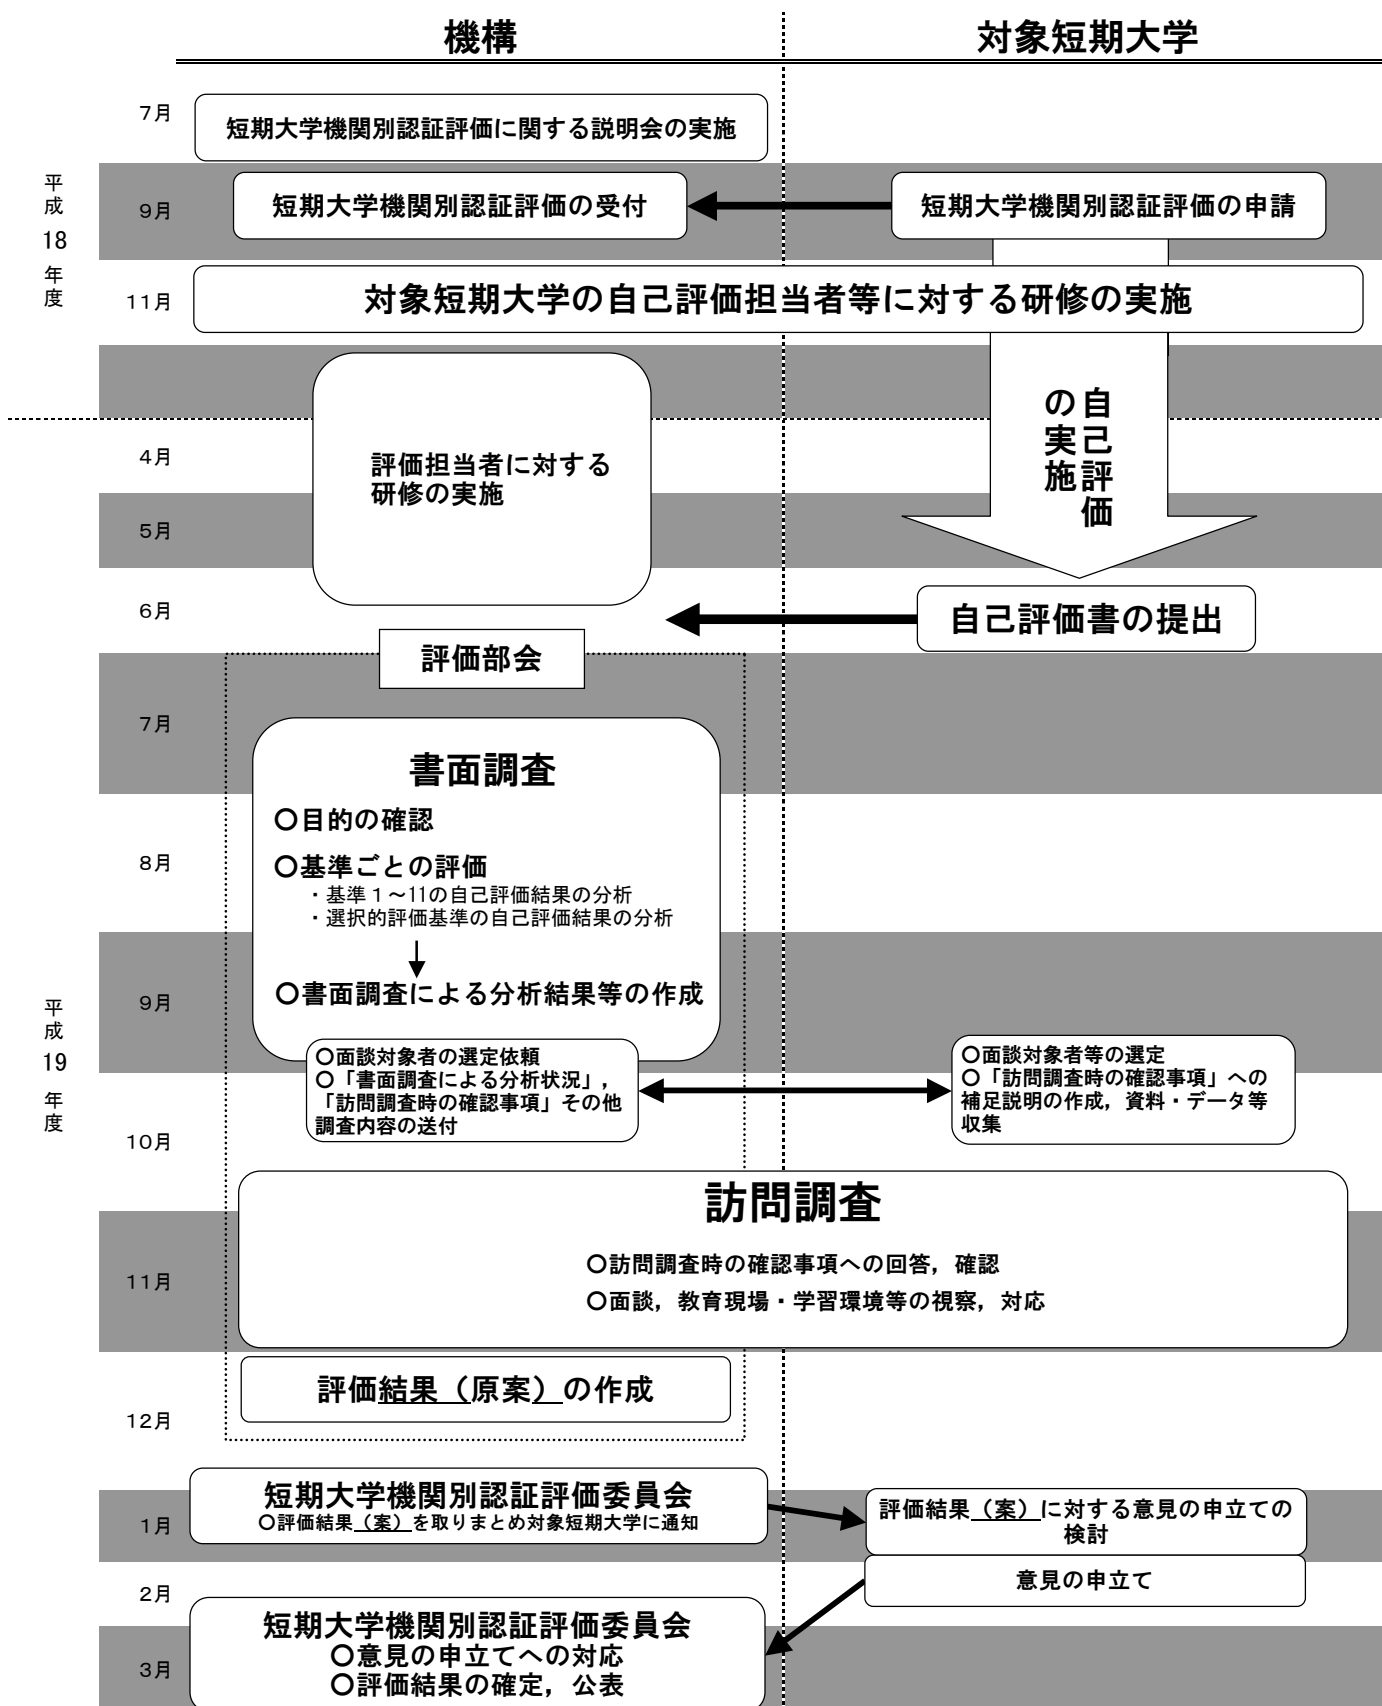 機構
対象短期大学
平成18年度
7月
短期大学機関別認証評価に関する説明会の実施
9月
短期大学機関別認証評価の受付
短期大学機関別認証評価の申請
11月
対象短期大学の自己評価担当者等に対する研修の実施
自己評価
の実施
4月
評価担当者に対する
研修の実施
5月
6月
自己評価書の提出
評価部会
平成19年度
7月
書面調査
○目的の確認
8月
○基準ごとの評価
・基準1~11の自己評価結果の分析
・選択的評価基準の自己評価結果の分析
9月
○書面調査による分析結果等の作成
○面談対象者の選定依頼
○「書面調査による分析状況」,
「訪問調査時の確認事項」その他
調査内容の送付
○面談対象者等の選定
○「訪問調査時の確認事項」への
補足説明の作成,資料・データ等
収集
10月
訪問調査
○訪問調査時の確認事項への回答,確認
11月
○面談,教育現場・学習環境等の視察,対応
評価結果(原案)の作成
12月
短期大学機関別認証評価委員会
○評価結果(案)を取りまとめ対象短期大学に通知
1月
評価結果(案)に対する意見の申立ての
検討
意見の申立て
2月
短期大学機関別認証評価委員会
○意見の申立てへの対応
○評価結果の確定,公表
3月